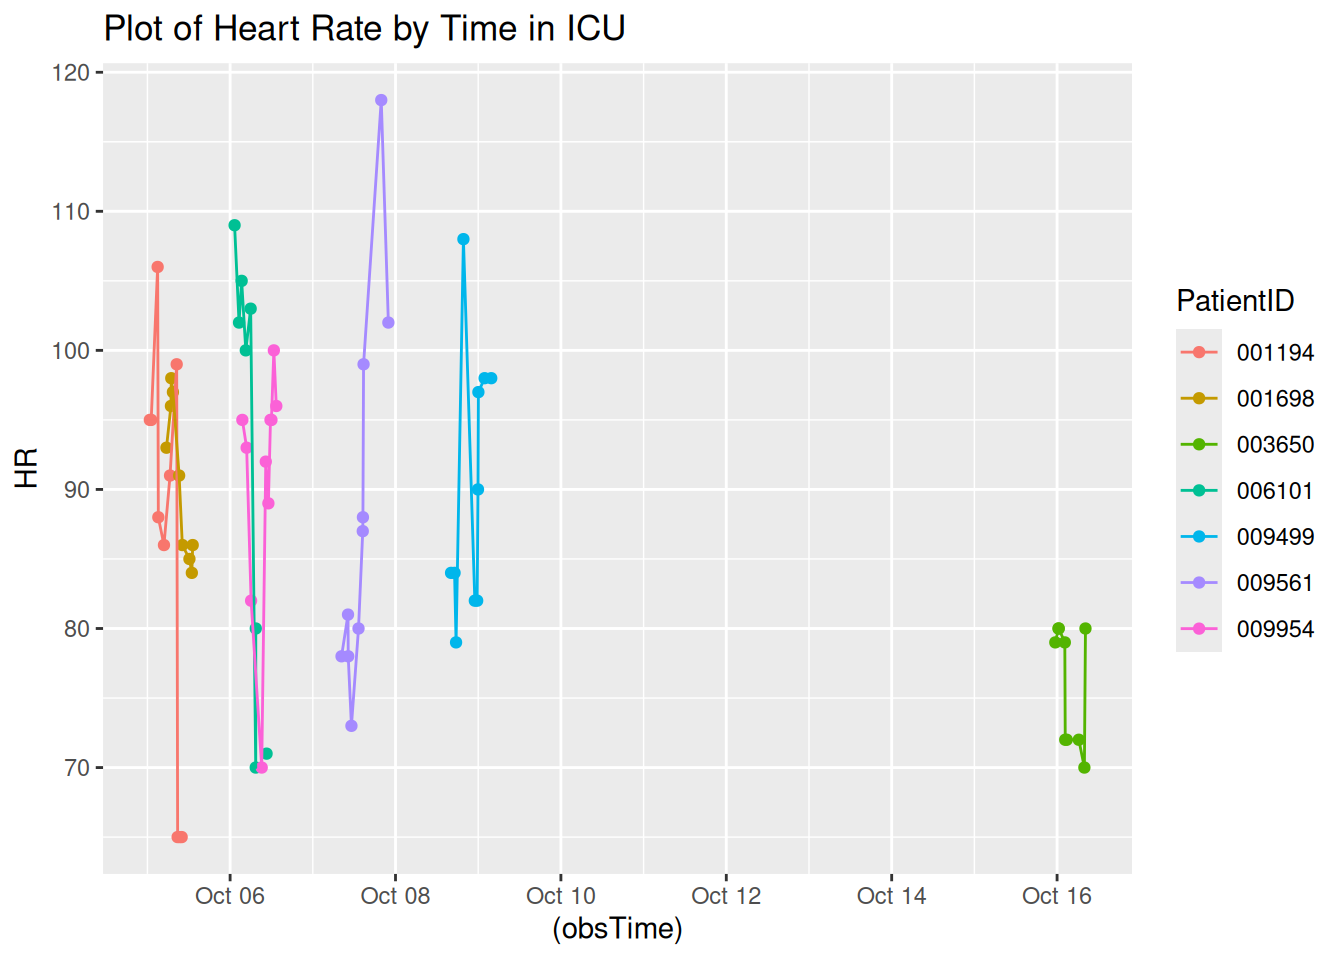 Plot of Heart Rate by Time in ICU
120
110
100
90
80
70
HR
Oct 06
Oct 08
Oct 10
Oct 12
Oct 14
Oct 16
(obsTime)
PatientID
001194
001698
003650
006101
009499
009561
009954